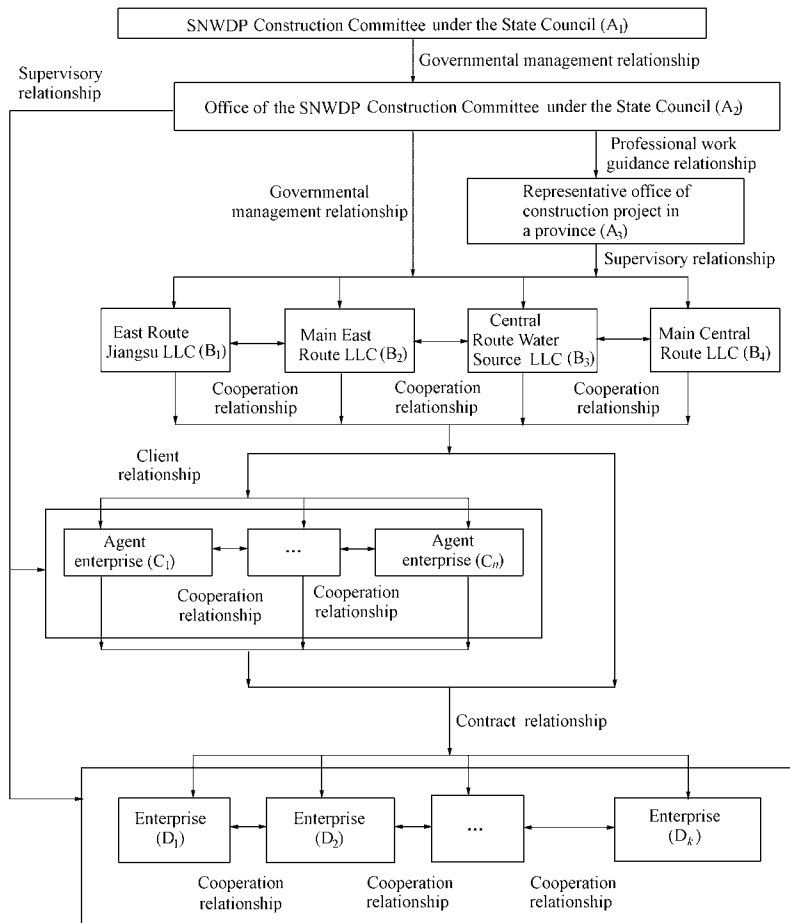 SNWDP Construction Committee under the State Council (A₁)
Governmental management relationship
Supervisory
relationship
Office of the SNWDP Construction Committee under the State Council (A₂)
Professional work
guidance relationship
Governmental
management relationship
Representative office of
construction project in
a province (A₃)
Supervisory relationship
East Route
Jiangsu LLC (B₁)
Main East
Route LLC (B₂)
Central
Route Water
Source LLC (B₃)
Main Central
Route LLC (B₄)
Cooperation
relationship
Cooperation
relationship
Cooperation
relationship
Client
relationship
Agent
enterprise (C₁)
...
Agent
enterprise (Cₙ)
Cooperation
relationship
Cooperation
relationship
Contract relationship
Enterprise
(D₁)
Enterprise
(D₂)
...
Enterprise
(Dₖ)
Cooperation
relationship
Cooperation
relationship
Cooperation
relationship